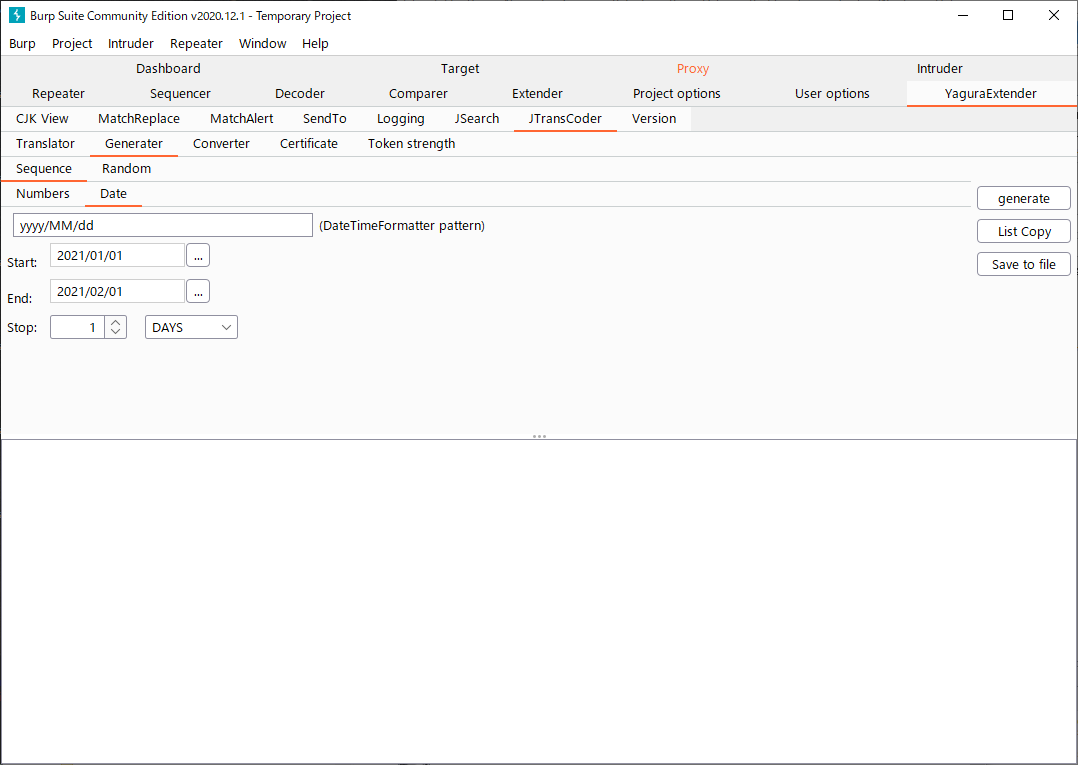 Burp Suite Community Edition v2020.12.1 - Temporary Project
Burp Project Intruder Repeater Window Help
Dashboard Target Proxy Intruder
Repeater Sequencer Decoder Comparer Extender Project options User options YaguraExtender
CJK View MatchReplace MatchAlert SendTo Logging JSearch JTransCoder Version
Translator Generater Converter Certificate Token strength
Sequence Random
Numbers Date
generate
yyyy/MM/dd (DateTimeFormatter pattern)
List Copy
Start: 2021/01/01 ...
Save to file
End: 2021/02/01 ...
Stop: 1 DAYS